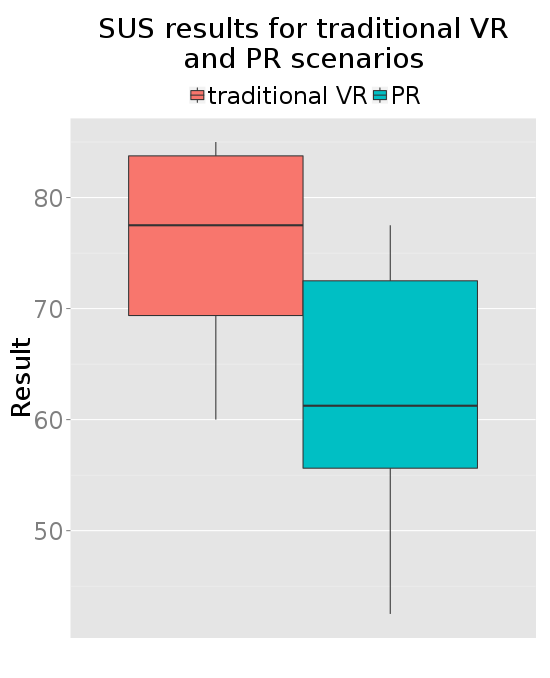 SUS results for traditional VR
and PR scenarios
traditional VR PR
80
70
60
50
Result